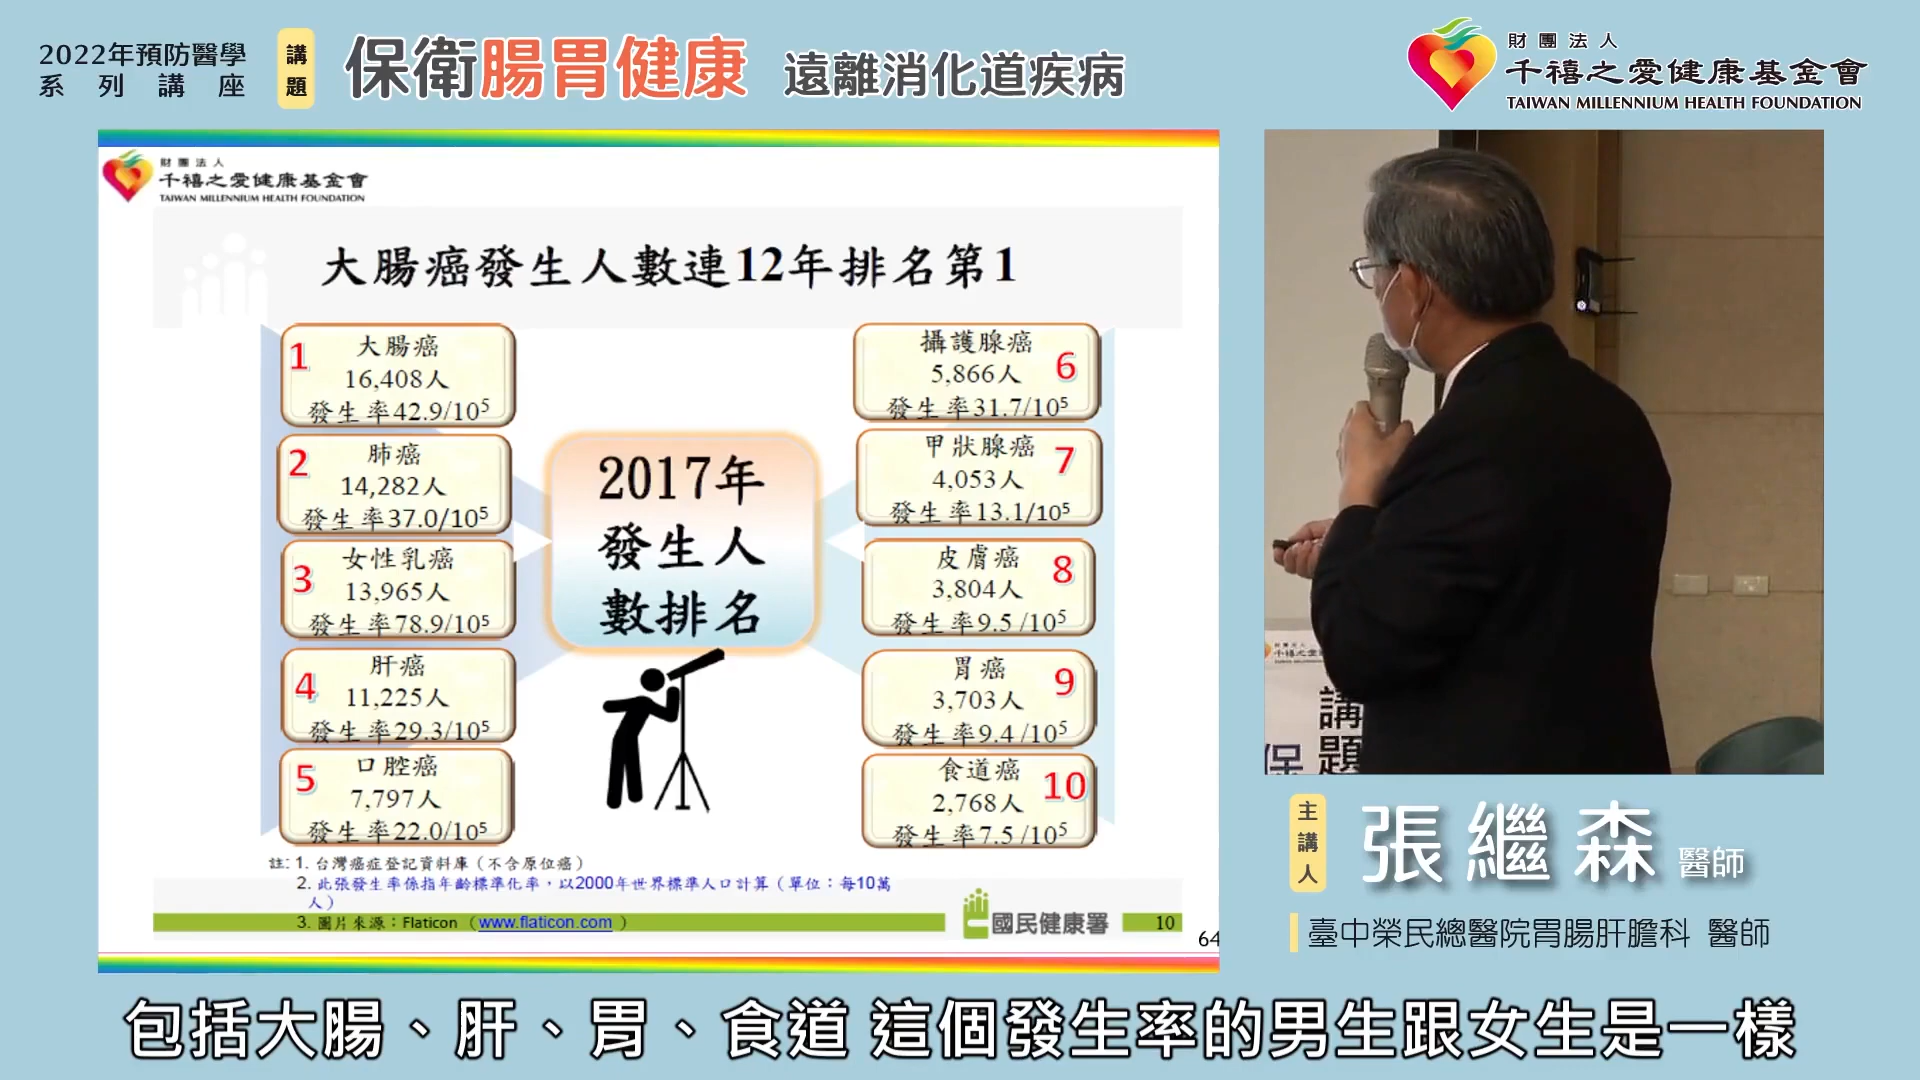 2022年預防醫學
系列講座
講題
保衛腸胃健康 遠離消化道疾病
財團法人
千禧之愛健康基金會
TAIWAN MILLENNIUM HEALTH FOUNDATION
財團法人
千禧之愛健康基金會
TAIWAN MILLENNIUM HEALTH FOUNDATION
大腸癌發生人數連12年排名第1
1
大腸癌
16,408人
發生率42.9/10⁵
2
肺癌
14,282人
發生率37.0/10⁵
3
女性乳癌
13,965人
發生率78.9/10⁵
4
肝癌
11,225人
發生率29.3/10⁵
5
口腔癌
7,797人
發生率22.0/10⁵
2017年
發生人
數排名
攝護腺癌
5,866人
6
發生率31.7/10⁵
甲狀腺癌
7
4,053人
發生率13.1/10⁵
皮膚癌
8
3,804人
發生率9.5/10⁵
胃癌
9
3,703人
發生率9.4/10⁵
食道癌
10
2,768人
發生率7.5/10⁵
註: 1. 台灣癌症登記資料庫（不含原位癌）
2. 此張發生率係指年齡標準化率，以2000年世界標準人口計算（單位：每10萬
人）
3. 圖片來源：Flaticon （www.flaticon.com ）
國民健康署
10
64
講
題
保
主講人
張繼森 醫師
臺中榮民總醫院胃腸肝膽科 醫師
包括大腸、肝、胃、食道 這個發生率的男生跟女生是一樣